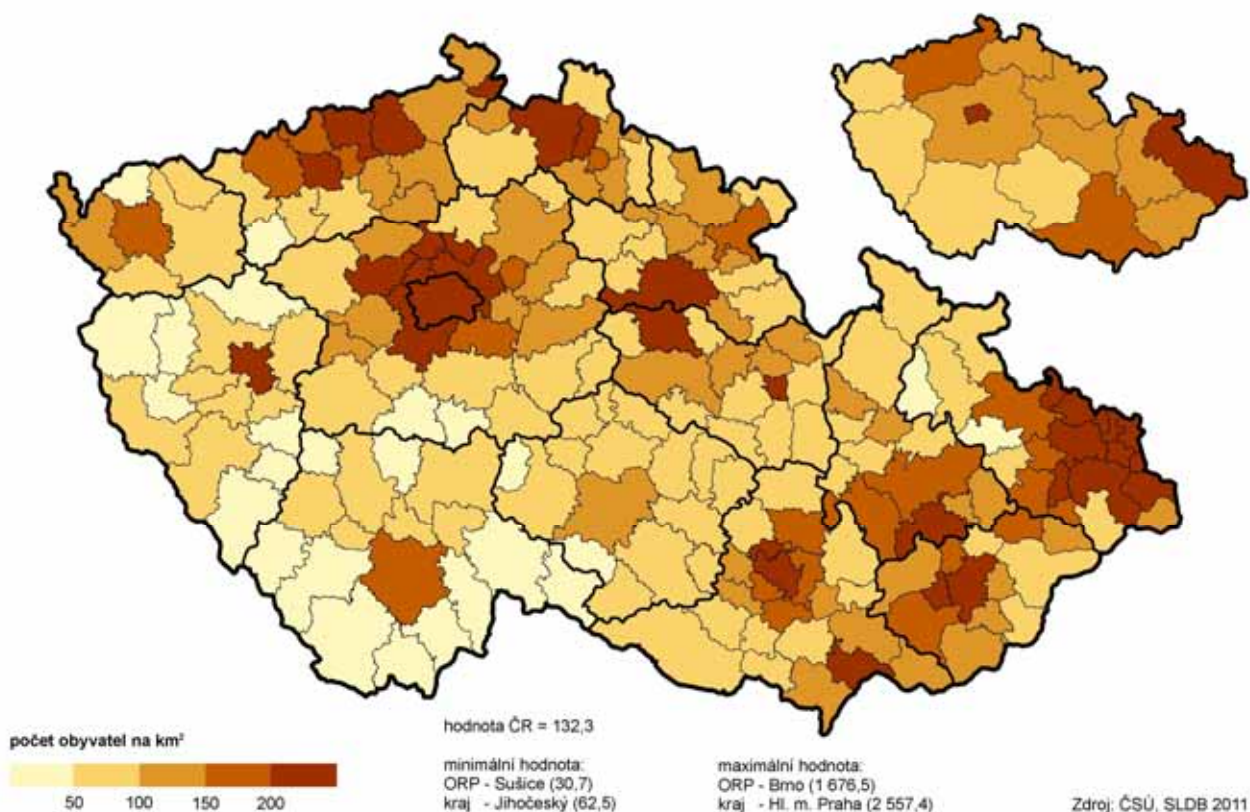 hodnota ČR = 132,3
počet obyvatel na km²
50 100 150 200
minimální hodnota:
ORP - Sušice (30,7)
kraj - Jihočeský (62,5)
maximální hodnota:
ORP - Brno (1 676,5)
kraj - Hl. m. Praha (2 557,4)
Zdroj: ČSÚ, SLDB 2011